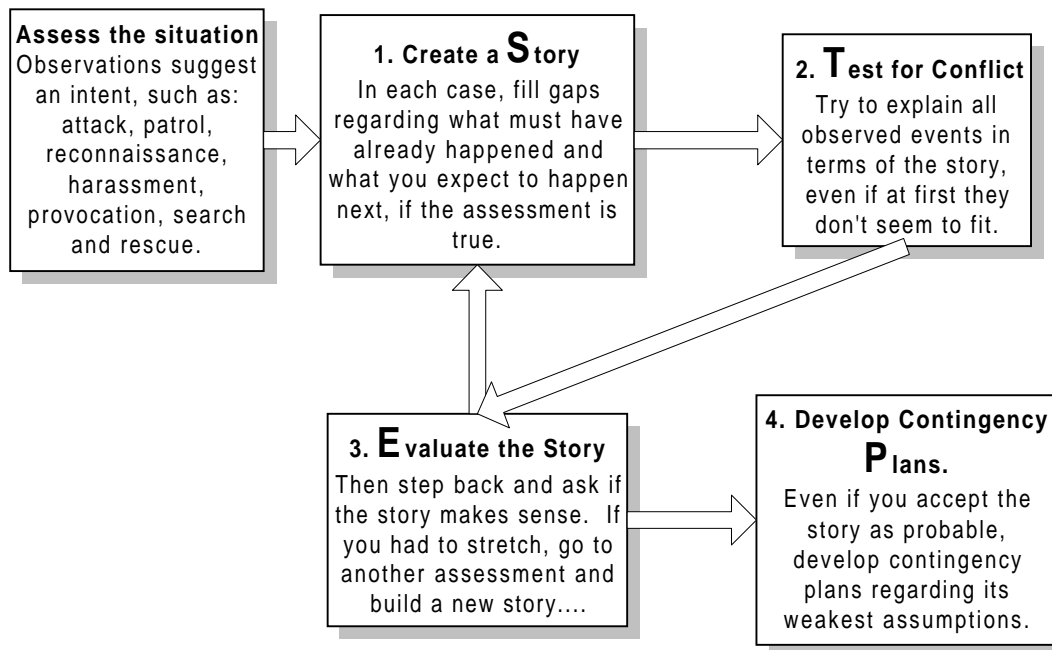 Assess the situation
Observations suggest
an intent, such as:
attack, patrol,
reconnaissance,
harassment,
provocation, search
and rescue.
1. Create a Story
In each case, fill gaps
regarding what must have
already happened and
what you expect to happen
next, if the assessment is
true.
2. Test for Conflict
Try to explain all
observed events in
terms of the story,
even if at first they
don't seem to fit.
3. Evaluate the Story
Then step back and ask if
the story makes sense. If
you had to stretch, go to
another assessment and
build a new story....
4. Develop Contingency
Plans.
Even if you accept the
story as probable,
develop contingency
plans regarding its
weakest assumptions.